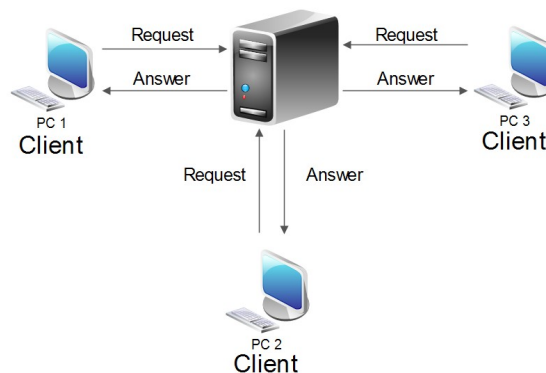 Request
Request
Answer
Answer
PC 1
Client
PC 3
Client
Request
Answer
PC 2
Client